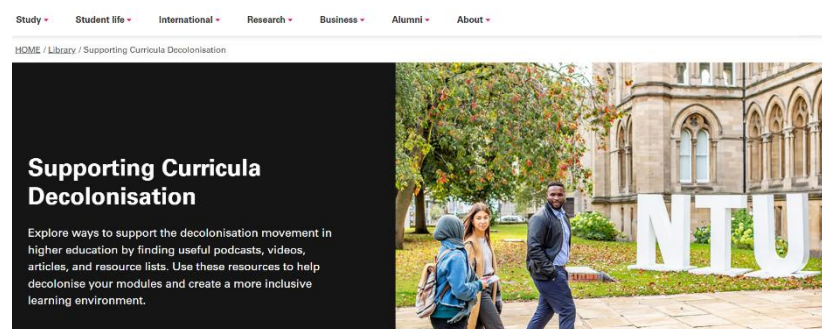 Study Student life International Research Business Alumni About
HOME / Library / Supporting Curricula Decolonisation
Supporting Curricula
Decolonisation
Explore ways to support the decolonisation movement in
higher education by finding useful podcasts, videos,
articles, and resource lists. Use these resources to help
decolonise your modules and create a more inclusive
learning environment.
NTU